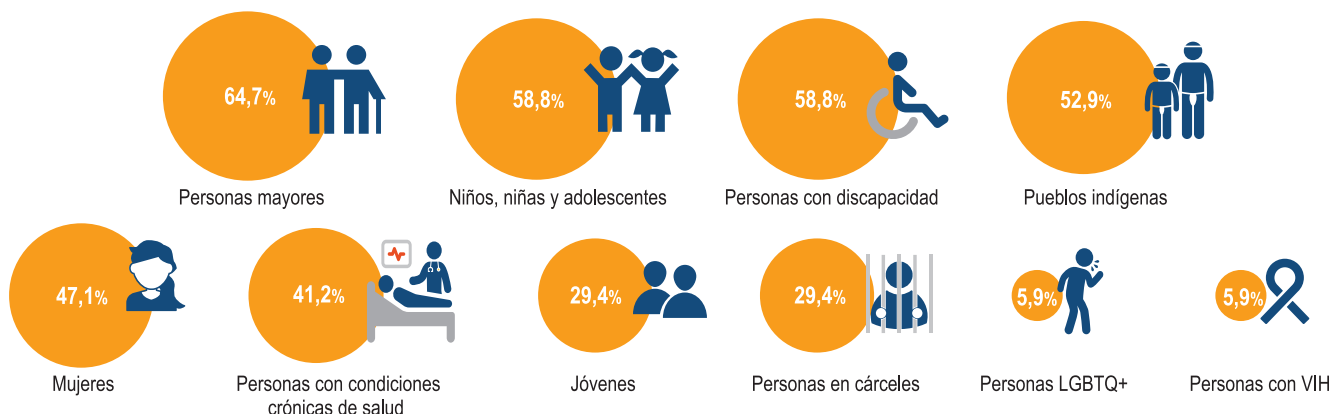 64,7%
58,8%
58,8%
52,9%
Personas mayores
Niños, niñas y adolescentes
Personas con discapacidad
Pueblos indígenas
47,1%
41,2%
29,4%
29,4%
5,9%
5,9%
Mujeres
Personas con condiciones
crónicas de salud
Jóvenes
Personas en cárceles
Personas LGBTQ+
Personas con VIH